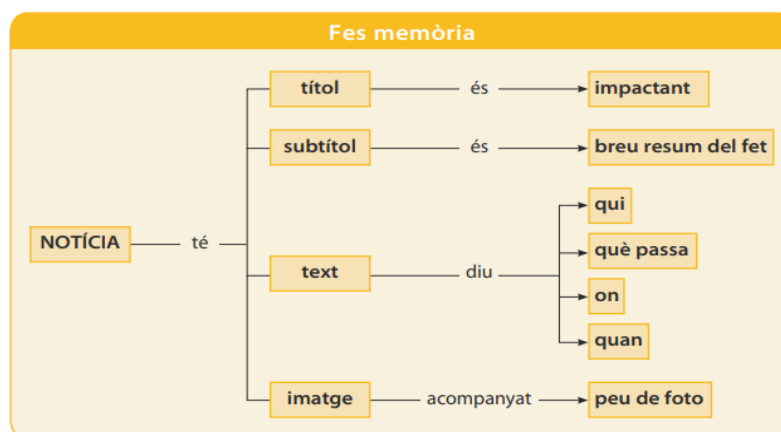 Fes memòria
títol és impactant
subtítol és breu resum del fet
qui
NOTÍCIA té
què passa
text diu
on
quan
imatge acompanyat peu de foto